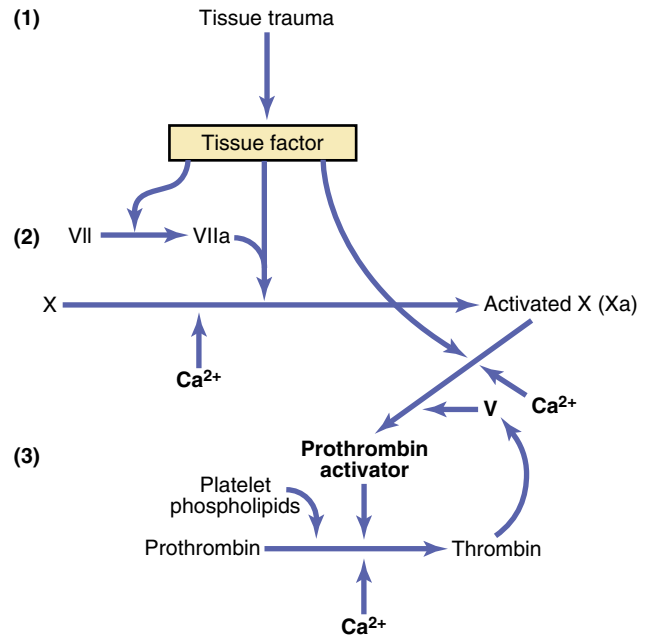 (1)
Tissue trauma
Tissue factor
(2)
VII
VIIa
X
Activated X (Xa)
Ca2+
V
Ca2+
(3)
Prothrombin
activator
Platelet
phospholipids
Prothrombin
Thrombin
Ca2+